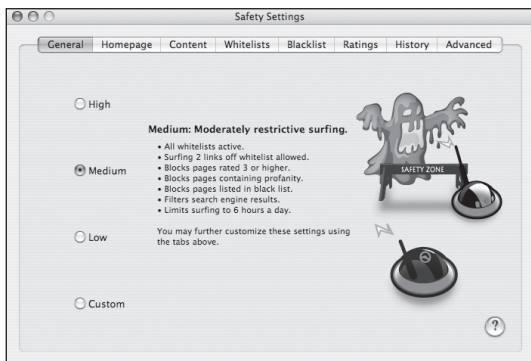 Safety Settings
General Homepage Content Whitelists Blacklist Ratings History Advanced
High
Medium: Moderately restrictive surfing.
• All whitelists active.
• Surfing 2 links off whitelist allowed.
• Blocks pages rated 3 or higher.
Medium
• Blocks pages containing profanity.
• Blocks pages listed in black list.
• Filters search engine results.
• Limits surfing to 6 hours a day.
SAFETY ZONE
Low
You may further customize these settings using
the tabs above.
Custom
?